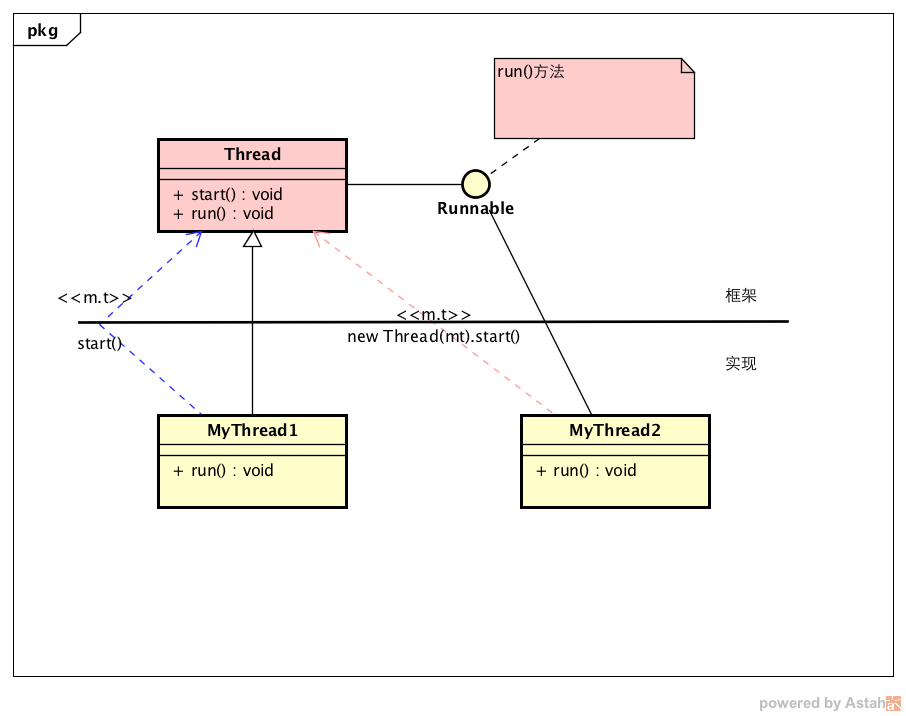 pkg
run()方法
Thread
+ start() : void
+ run() : void
Runnable
<<m.t>>
框架
<<m.t>>
new Thread(mt).start()
start()
实现
MyThread1
+ run() : void
MyThread2
+ run() : void
powered by Astah